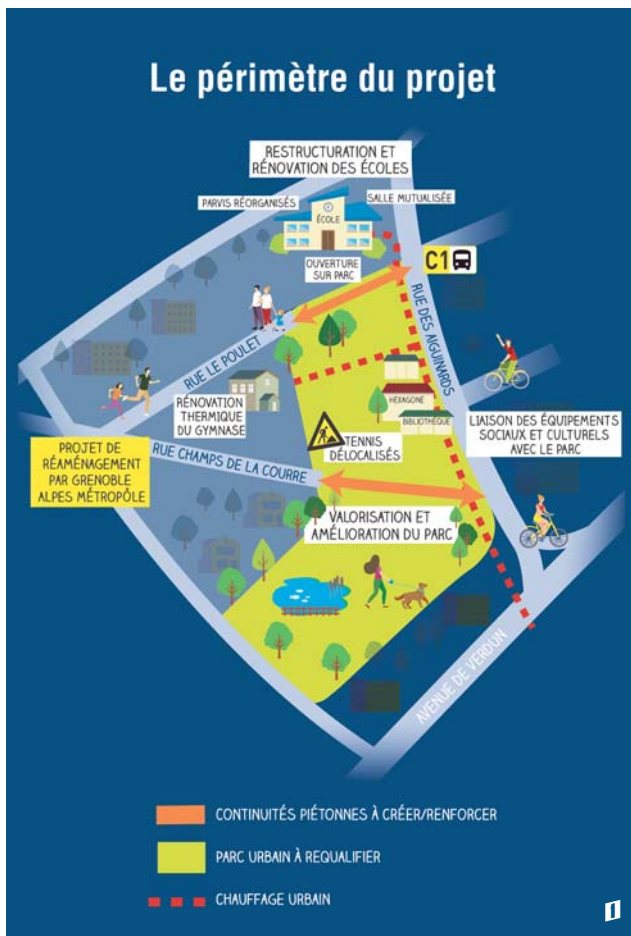 Le périmètre du projet
RESTRUCTURATION ET
RÉNOVATION DES ÉCOLES
PARVIS RÉORGANISÉS
SALLE MUTUALISÉE
ÉCOLE
OUVERTURE
SUR PARC
C1
RUE DES AIGUINARDS
RUE LE POULET
RÉNOVATION
THERMIQUE
DU GYMNASE
HEXAGONE
BIBLIOTHÈQUE
LIAISON DES ÉQUIPEMENTS
SOCIAUX ET CULTURELS
AVEC LE PARC
PROJET DE
RÉAMÉNAGEMENT
PAR GRENOBLE
ALPES MÉTROPÔLE
RUE CHAMPS DE LA COURRE
TENNIS
DÉLOCALISÉS
VALORISATION ET
AMÉLIORATION DU PARC
AVENUE DE VERDUN
CONTINUITÉS PIÉTONNES À CRÉER/RENFORCER
PARC URBAIN À REQUALIFIER
CHAUFFAGE URBAIN